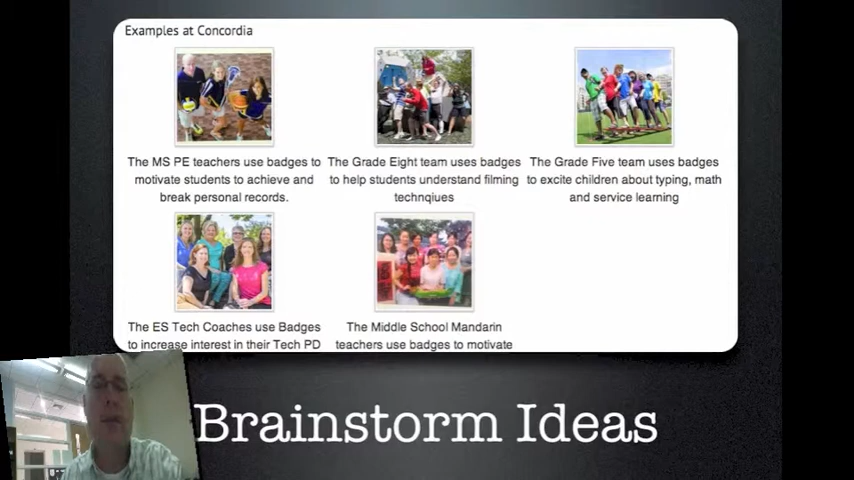 Examples at Concordia
The MS PE teachers use badges to
motivate students to achieve and
break personal records.
The Grade Eight team uses badges
to help students understand filming
technqiues
The Grade Five team uses badges
to excite children about typing, math
and service learning
The ES Tech Coaches use Badges
to increase interest in their Tech PD
The Middle School Mandarin
teachers use badges to motivate
Brainstorm Ideas